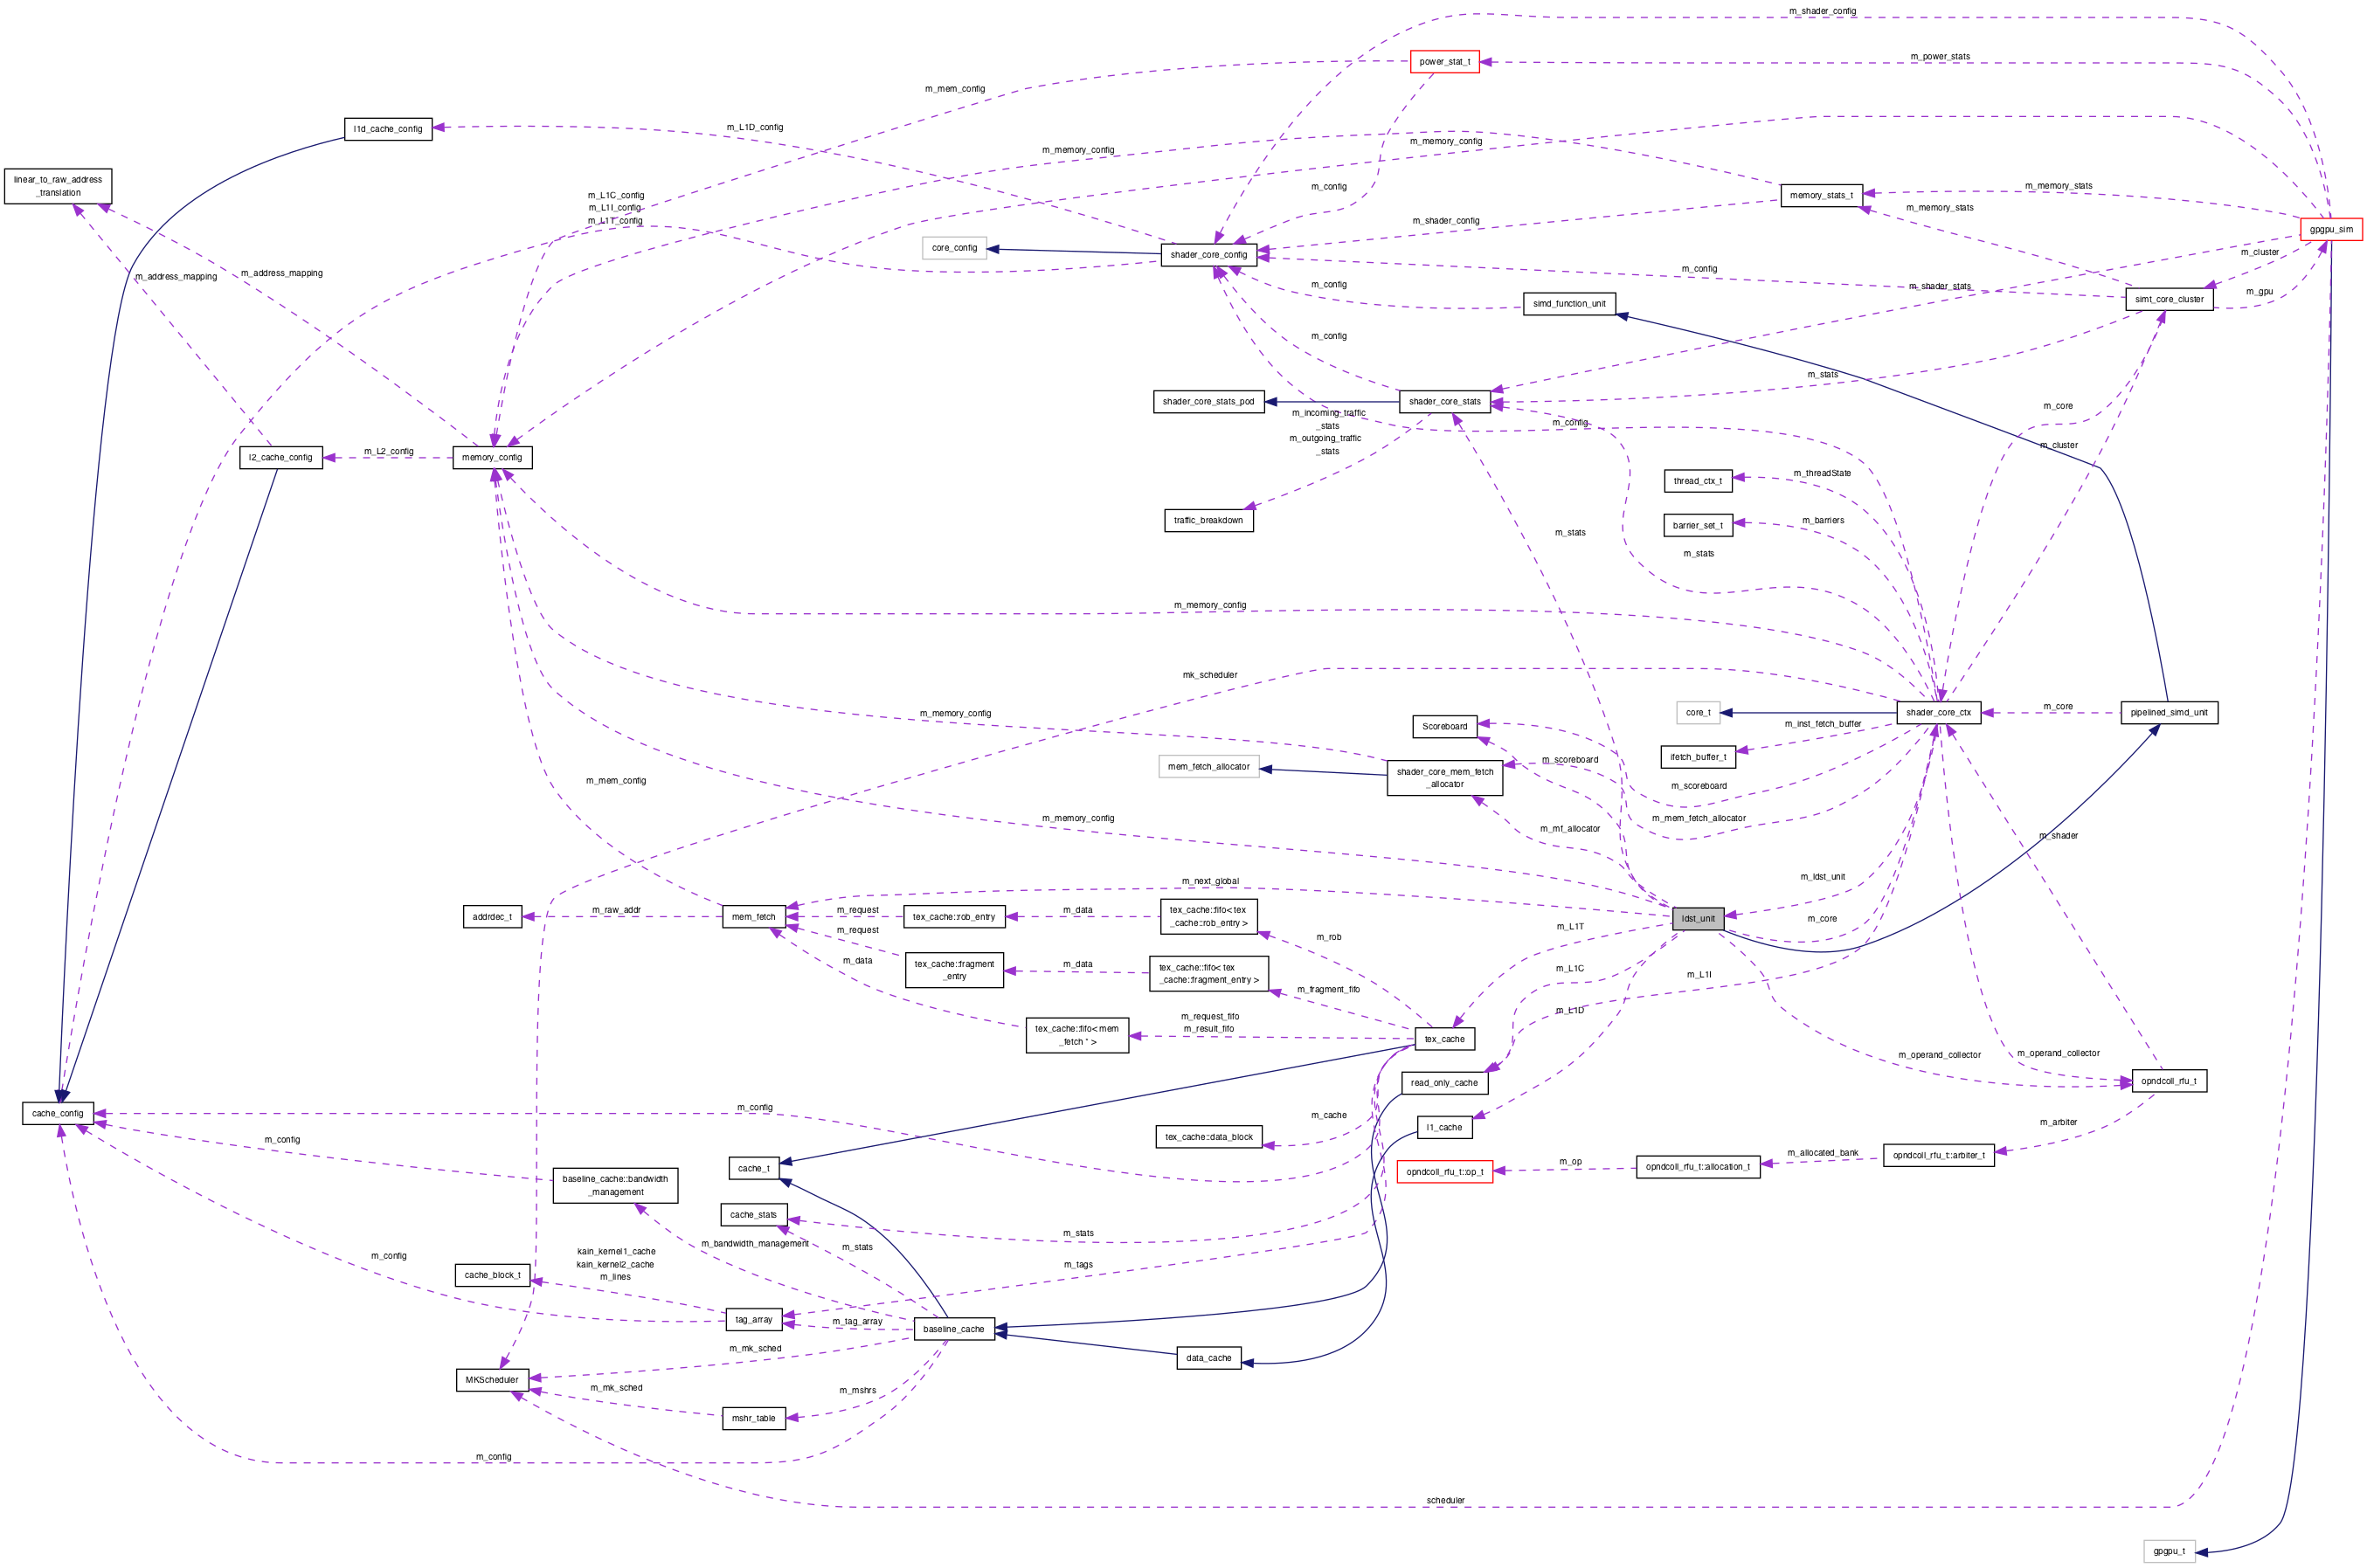 m_shader_config
m_power_stats
power_stat_t
m_mem_config
l1d_cache_config
m_L1D_config
m_memory_config
m_memory_config
linear_to_raw_address
_translation
m_L1C_config
m_L1I_config
m_L1T_config
m_config
memory_stats_t
m_memory_stats
m_memory_stats
m_shader_config
gpgpu_sim
core_config
shader_core_config
m_cluster
m_address_mapping
m_address_mapping
m_config
m_config
m_shader_stats
m_gpu
simd_function_unit
simt_core_cluster
m_config
m_stats
shader_core_stats_pod
shader_core_stats
m_core
m_incoming_traffic
_stats
m_outgoing_traffic
_stats
m_config
m_cluster
l2_cache_config
m_L2_config
memory_config
thread_ctx_t
m_threadState
traffic_breakdown
barrier_set_t
m_barriers
m_stats
m_stats
m_memory_config
mk_scheduler
m_memory_config
Scoreboard
core_t
shader_core_ctx
m_core
pipelined_simd_unit
m_inst_fetch_buffer
ifetch_buffer_t
mem_fetch_allocator
shader_core_mem_fetch
_allocator
m_scoreboard
m_scoreboard
m_mem_config
m_memory_config
m_mf_allocator
m_mem_fetch_allocator
m_shader
m_next_global
m_ldst_unit
addrdec_t
m_raw_addr
mem_fetch
m_request
tex_cache::rob_entry
m_data
tex_cache::fifo< tex
_cache::rob_entry >
ldst_unit
m_core
m_request
m_rob
m_L1T
m_data
tex_cache::fragment
_entry
m_data
tex_cache::fifo< tex
_cache::fragment_entry >
m_L1C
m_L1I
m_fragment_fifo
m_L1D
tex_cache::fifo< mem
_fetch * >
m_request_fifo
m_result_fifo
tex_cache
m_operand_collector
m_operand_collector
read_only_cache
opndcoll_rfu_t
cache_config
m_config
m_cache
l1_cache
m_arbiter
tex_cache::data_block
m_config
cache_t
opndcoll_rfu_t::op_t
m_op
opndcoll_rfu_t::allocation_t
m_allocated_bank
opndcoll_rfu_t::arbiter_t
baseline_cache::bandwidth
_management
cache_stats
m_bandwidth_management
m_stats
m_stats
m_config
kain_kernel1_cache
kain_kernel2_cache
m_lines
m_tags
cache_block_t
tag_array
m_tag_array
baseline_cache
m_mk_sched
data_cache
MKScheduler
m_mk_sched
m_mshrs
mshr_table
m_config
scheduler
gpgpu_t